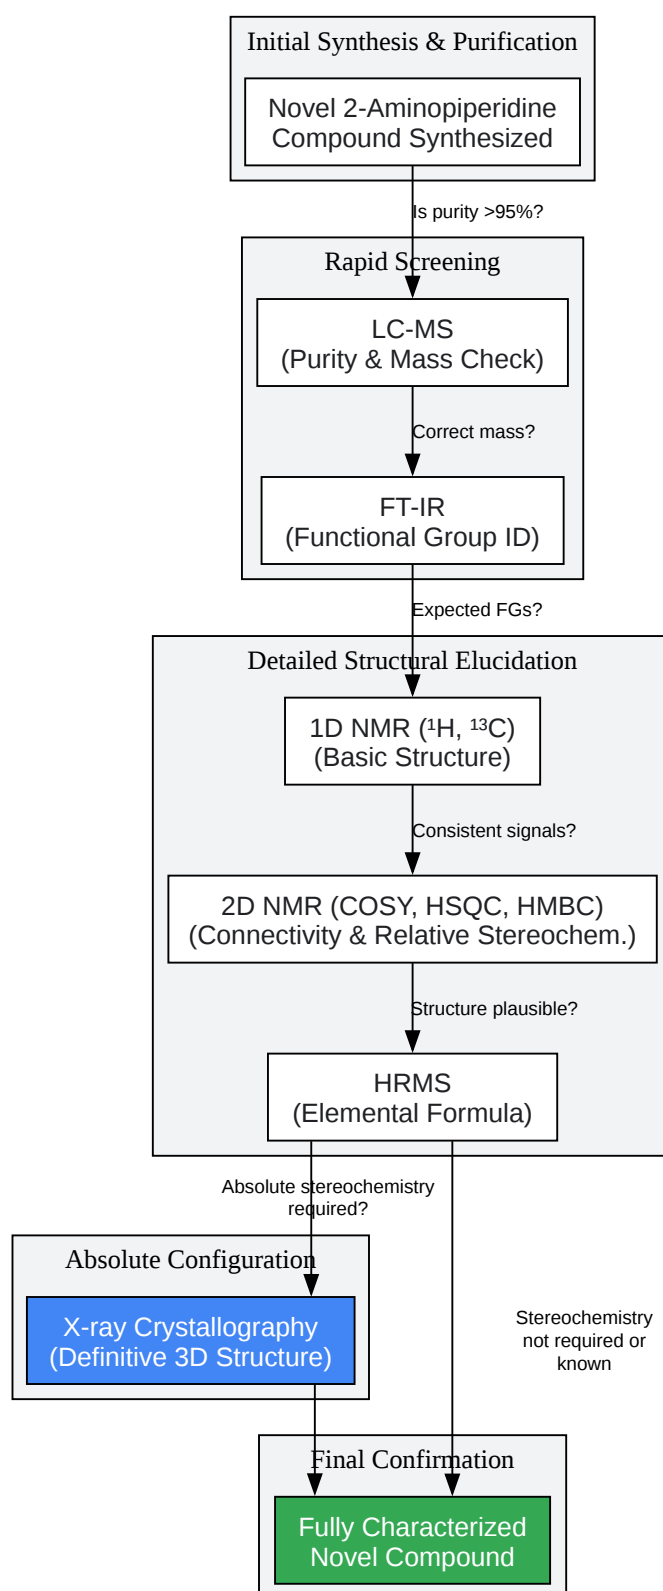 Initial Synthesis & Purification
Novel 2-Aminopiperidine
Compound Synthesized
Is purity >95%?
Rapid Screening
LC-MS
(Purity & Mass Check)
Correct mass?
FT-IR
(Functional Group ID)
Expected FGs?
Detailed Structural Elucidation
1D NMR (¹H, ¹³C)
(Basic Structure)
Consistent signals?
2D NMR (COSY, HSQC, HMBC)
(Connectivity & Relative Stereochem.)
Structure plausible?
HRMS
(Elemental Formula)
Absolute stereochemistry
required?
Absolute Configuration
X-ray Crystallography
(Definitive 3D Structure)
Stereochemistry
not required or
known
Final Confirmation
Fully Characterized
Novel Compound